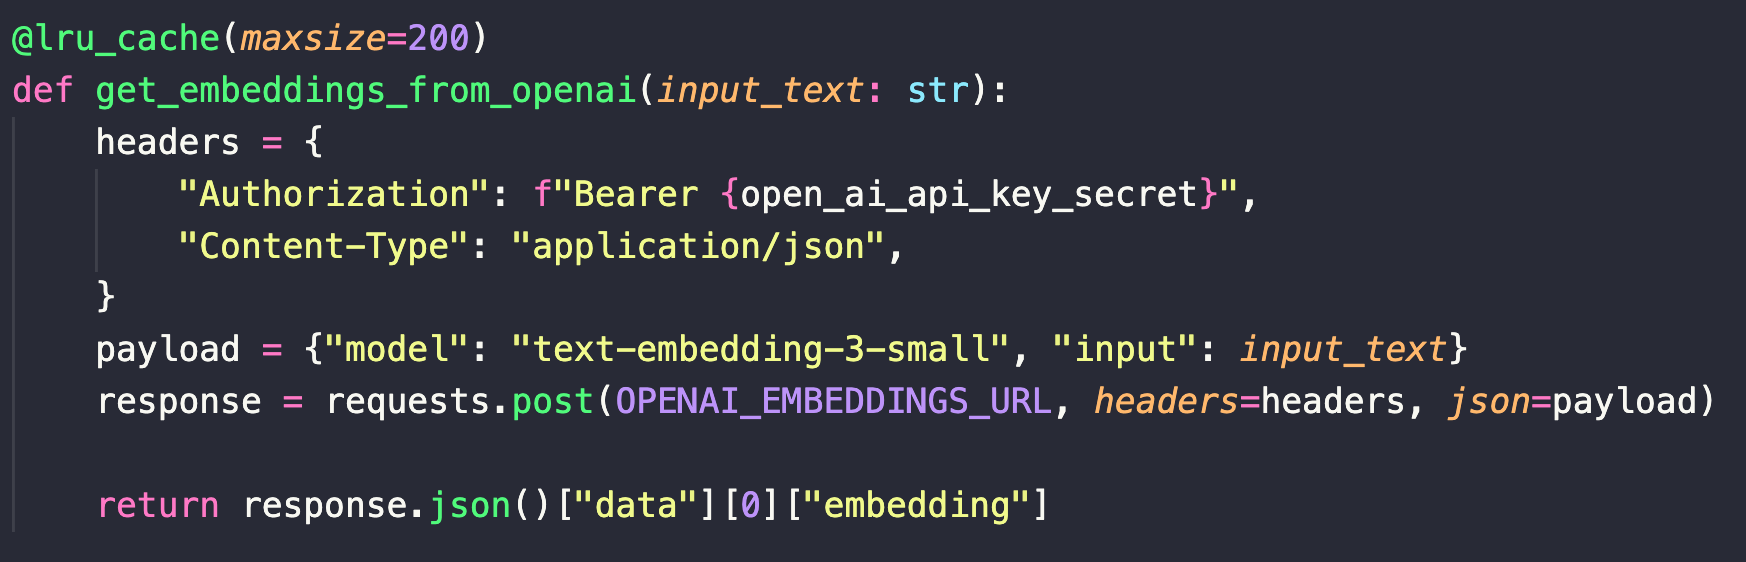 @lru_cache(maxsize=200)
def get_embeddings_from_openai(input_text: str):
    headers = {
        "Authorization": f"Bearer {open_ai_api_key_secret}",
        "Content-Type": "application/json",
    }
    payload = {"model": "text-embedding-3-small", "input": input_text}
    response = requests.post(OPENAI_EMBEDDINGS_URL, headers=headers, json=payload)

    return response.json()["data"][0]["embedding"]